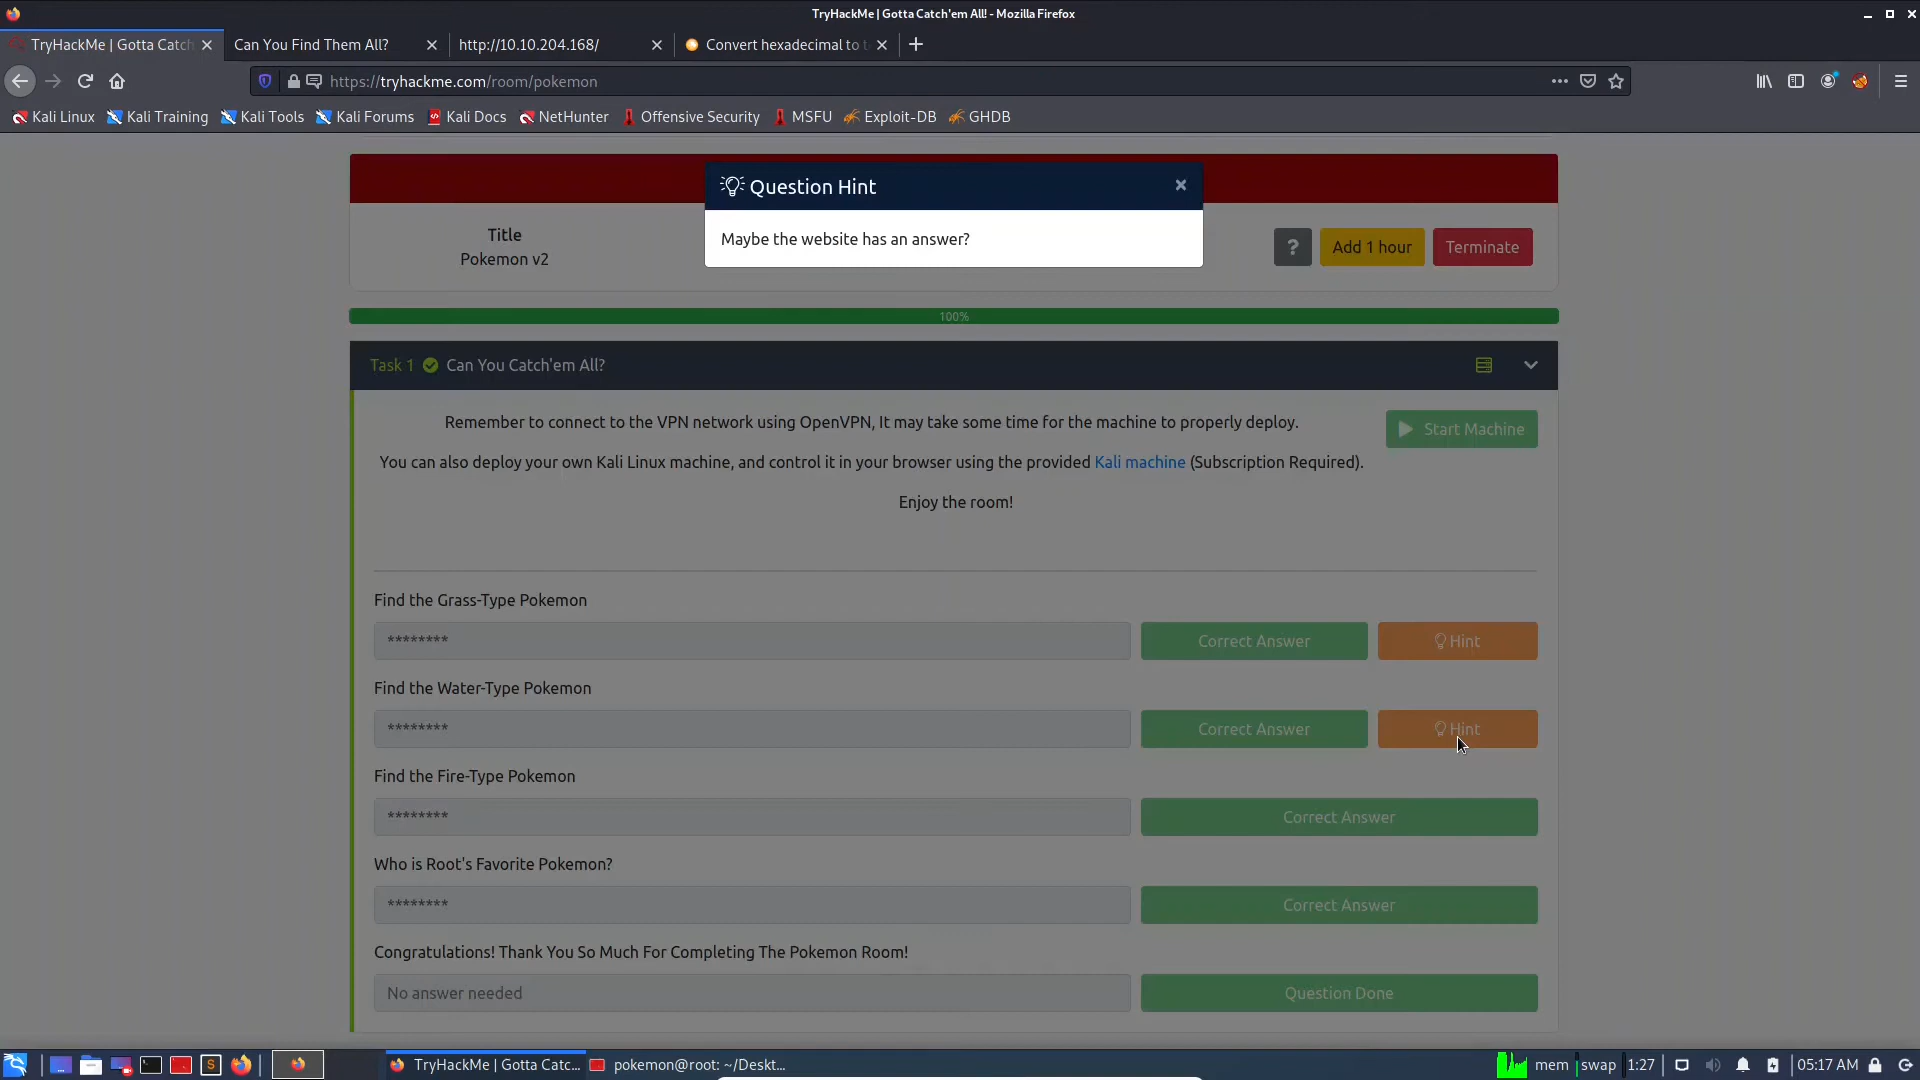 TryHackMe | Gotta Catch'em All! - Mozilla Firefox
TryHackMe | Gotta Catch
Can You Find Them All?
http://10.10.204.168/
Convert hexadecimal to t
https://tryhackme.com/room/pokemon
Kali Linux
Kali Training
Kali Tools
Kali Forums
Kali Docs
NetHunter
Offensive Security
MSFU
Exploit-DB
GHDB
Question Hint
Maybe the website has an answer?
Title
Pokemon v2
?
Add 1 hour
Terminate
100%
Task 1
Can You Catch'em All?
Remember to connect to the VPN network using OpenVPN, It may take some time for the machine to properly deploy.
Start Machine
You can also deploy your own Kali Linux machine, and control it in your browser using the provided Kali machine (Subscription Required).
Enjoy the room!
Find the Grass-Type Pokemon
********
Correct Answer
Hint
Find the Water-Type Pokemon
********
Correct Answer
Hint
Find the Fire-Type Pokemon
********
Correct Answer
Who is Root's Favorite Pokemon?
********
Correct Answer
Congratulations! Thank You So Much For Completing The Pokemon Room!
No answer needed
Question Done
TryHackMe | Gotta Catc...
pokemon@root: ~/Deskt...
mem
swap
1:27
05:17 AM